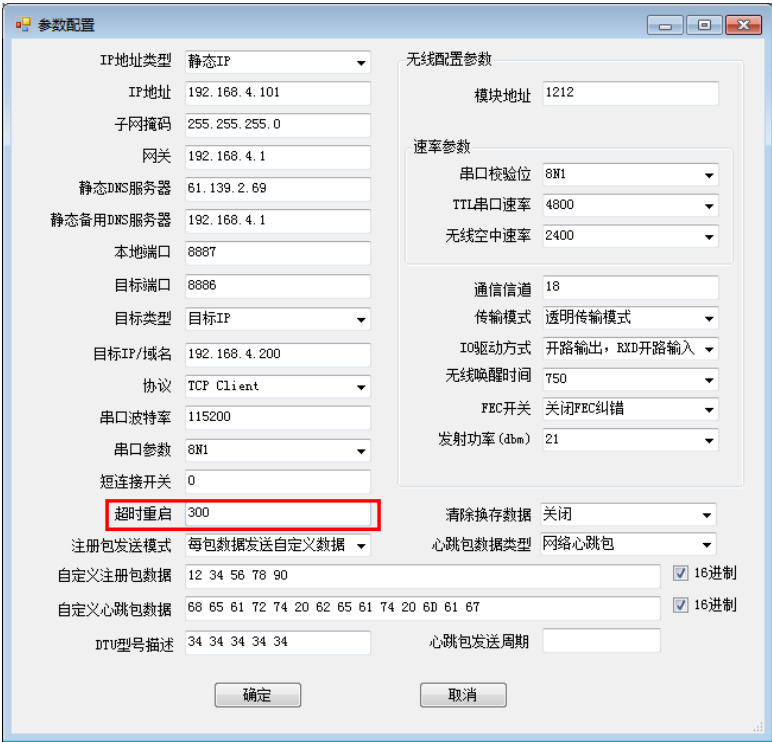 参数配置
IP地址类型 静态IP
IP地址 192.168.4.101
子网掩码 255.255.255.0
网关 192.168.4.1
静态DNS服务器 61.139.2.69
静态备用DNS服务器 192.168.4.1
本地端口 8887
目标端口 8886
目标类型 目标IP
目标IP/域名 192.168.4.200
协议 TCP Client
串口波特率 115200
串口参数 8N1
短连接开关 0
超时重启 300
注册包发送模式 每包数据发送自定义数据
无线配置参数
模块地址 1212
速率参数
串口校验位 8N1
TTL串口速率 4800
无线空中速率 2400
通信信道 18
传输模式 透明传输模式
IO驱动方式 开路输出，RXD开路输入
无线唤醒时间 750
FEC开关 关闭FEC纠错
发射功率(dbm) 21
清除换存数据 关闭
心跳包数据类型 网络心跳包
自定义注册包数据 12 34 56 78 90 16进制
自定义心跳包数据 68 65 61 72 74 20 62 65 61 74 20 6D 61 67 16进制
DTU型号描述 34 34 34 34 34 心跳包发送周期
确定 取消